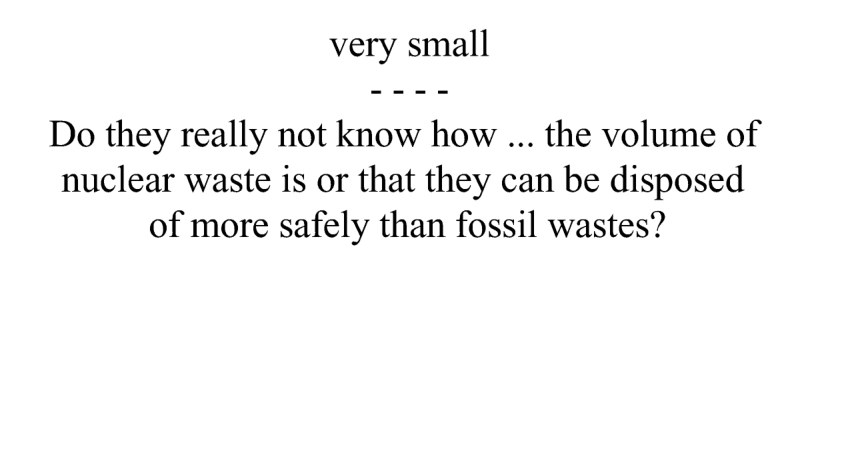 very small
- - - -
Do they really not know how ... the volume of
nuclear waste is or that they can be disposed
of more safely than fossil wastes?